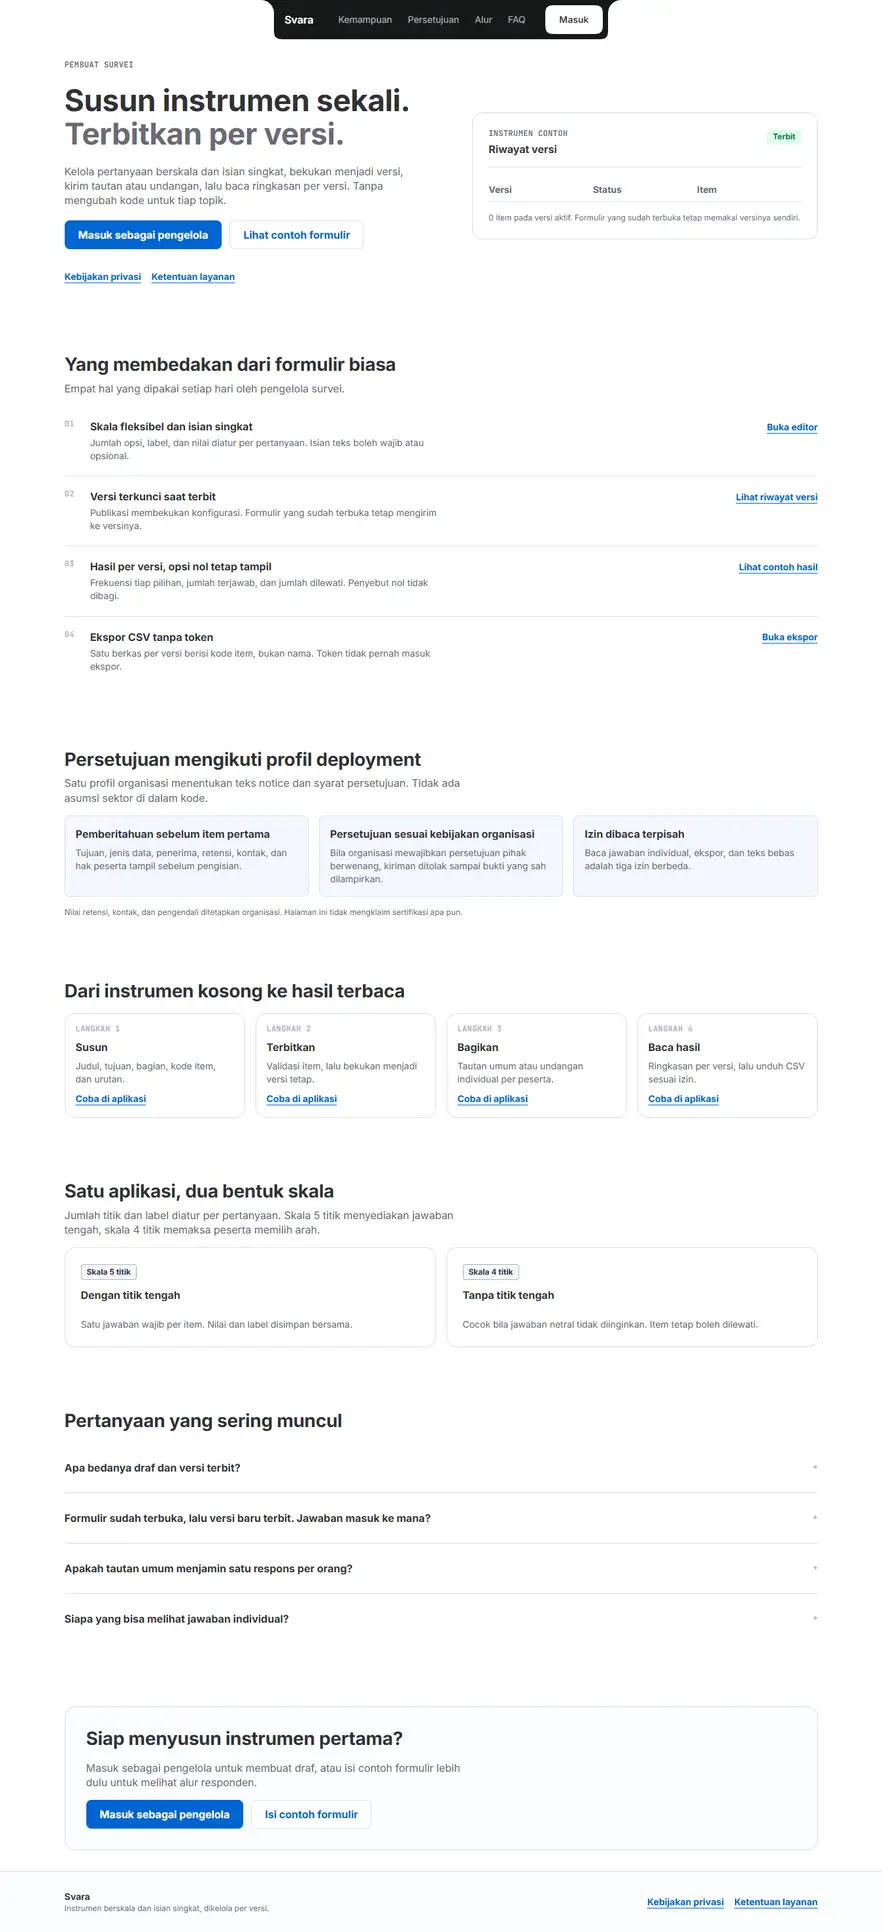 Svara
Kemampuan
Persetujuan
Alur
FAQ
Masuk
PEMBUAT SURVEI
Susun instrumen sekali.
Terbitkan per versi.
Kelola pertanyaan berskala dan isian singkat, bekukan menjadi versi,
kirim tautan atau undangan, lalu baca ringkasan per versi. Tanpa
mengubah kode untuk tiap topik.
Masuk sebagai pengelola
Lihat contoh formulir
Kebijakan privasi
Ketentuan layanan
INSTRUMEN CONTOH
Riwayat versi
Terbit
Versi
Status
Item
0 item pada versi aktif. Formulir yang sudah terbuka tetap memakai versinya sendiri.
Yang membedakan dari formulir biasa
Empat hal yang dipakai setiap hari oleh pengelola survei.
01
Skala fleksibel dan isian singkat
Jumlah opsi, label, dan nilai diatur per pertanyaan. Isian teks boleh wajib atau
opsional.
Buka editor
02
Versi terkunci saat terbit
Publikasi membekukan konfigurasi. Formulir yang sudah terbuka tetap mengirim
ke versinya.
Lihat riwayat versi
03
Hasil per versi, opsi nol tetap tampil
Frekuensi tiap pilihan, jumlah terjawab, dan jumlah dilewati. Penyebut nol tidak
dibagi.
Lihat contoh hasil
04
Ekspor CSV tanpa token
Satu berkas per versi berisi kode item, bukan nama. Token tidak pernah masuk
ekspor.
Buka ekspor
Persetujuan mengikuti profil deployment
Satu profil organisasi menentukan teks notice dan syarat persetujuan. Tidak ada
asumsi sektor di dalam kode.
Pemberitahuan sebelum item pertama
Tujuan, jenis data, penerima, retensi, kontak, dan
hak peserta tampil sebelum pengisian.
Persetujuan sesuai kebijakan organisasi
Bila organisasi mewajibkan persetujuan pihak
berwenang, kiriman ditolak sampai bukti yang sah
dilampirkan.
Izin dibaca terpisah
Baca jawaban individual, ekspor, dan teks bebas
adalah tiga izin berbeda.
Nilai retensi, kontak, dan pengendali ditetapkan organisasi. Halaman ini tidak mengklaim sertifikasi apa pun.
Dari instrumen kosong ke hasil terbaca
LANGKAH 1
Susun
Judul, tujuan, bagian, kode item,
dan urutan.
Coba di aplikasi
LANGKAH 2
Terbitkan
Validasi item, lalu bekukan menjadi
versi tetap.
Coba di aplikasi
LANGKAH 3
Bagikan
Tautan umum atau undangan
individual per peserta.
Coba di aplikasi
LANGKAH 4
Baca hasil
Ringkasan per versi, lalu unduh CSV
sesuai izin.
Coba di aplikasi
Satu aplikasi, dua bentuk skala
Jumlah titik dan label diatur per pertanyaan. Skala 5 titik menyediakan jawaban
tengah, skala 4 titik memaksa peserta memilih arah.
Skala 5 titik
Dengan titik tengah
Satu jawaban wajib per item. Nilai dan label disimpan bersama.
Skala 4 titik
Tanpa titik tengah
Cocok bila jawaban netral tidak diinginkan. Item tetap boleh dilewati.
Pertanyaan yang sering muncul
Apa bedanya draf dan versi terbit?
+
Formulir sudah terbuka, lalu versi baru terbit. Jawaban masuk ke mana?
+
Apakah tautan umum menjamin satu respons per orang?
+
Siapa yang bisa melihat jawaban individual?
+
Siap menyusun instrumen pertama?
Masuk sebagai pengelola untuk membuat draf, atau isi contoh formulir lebih
dulu untuk melihat alur responden.
Masuk sebagai pengelola
Isi contoh formulir
Svara
Instrumen berskala dan isian singkat, dikelola per versi.
Kebijakan privasi
Ketentuan layanan